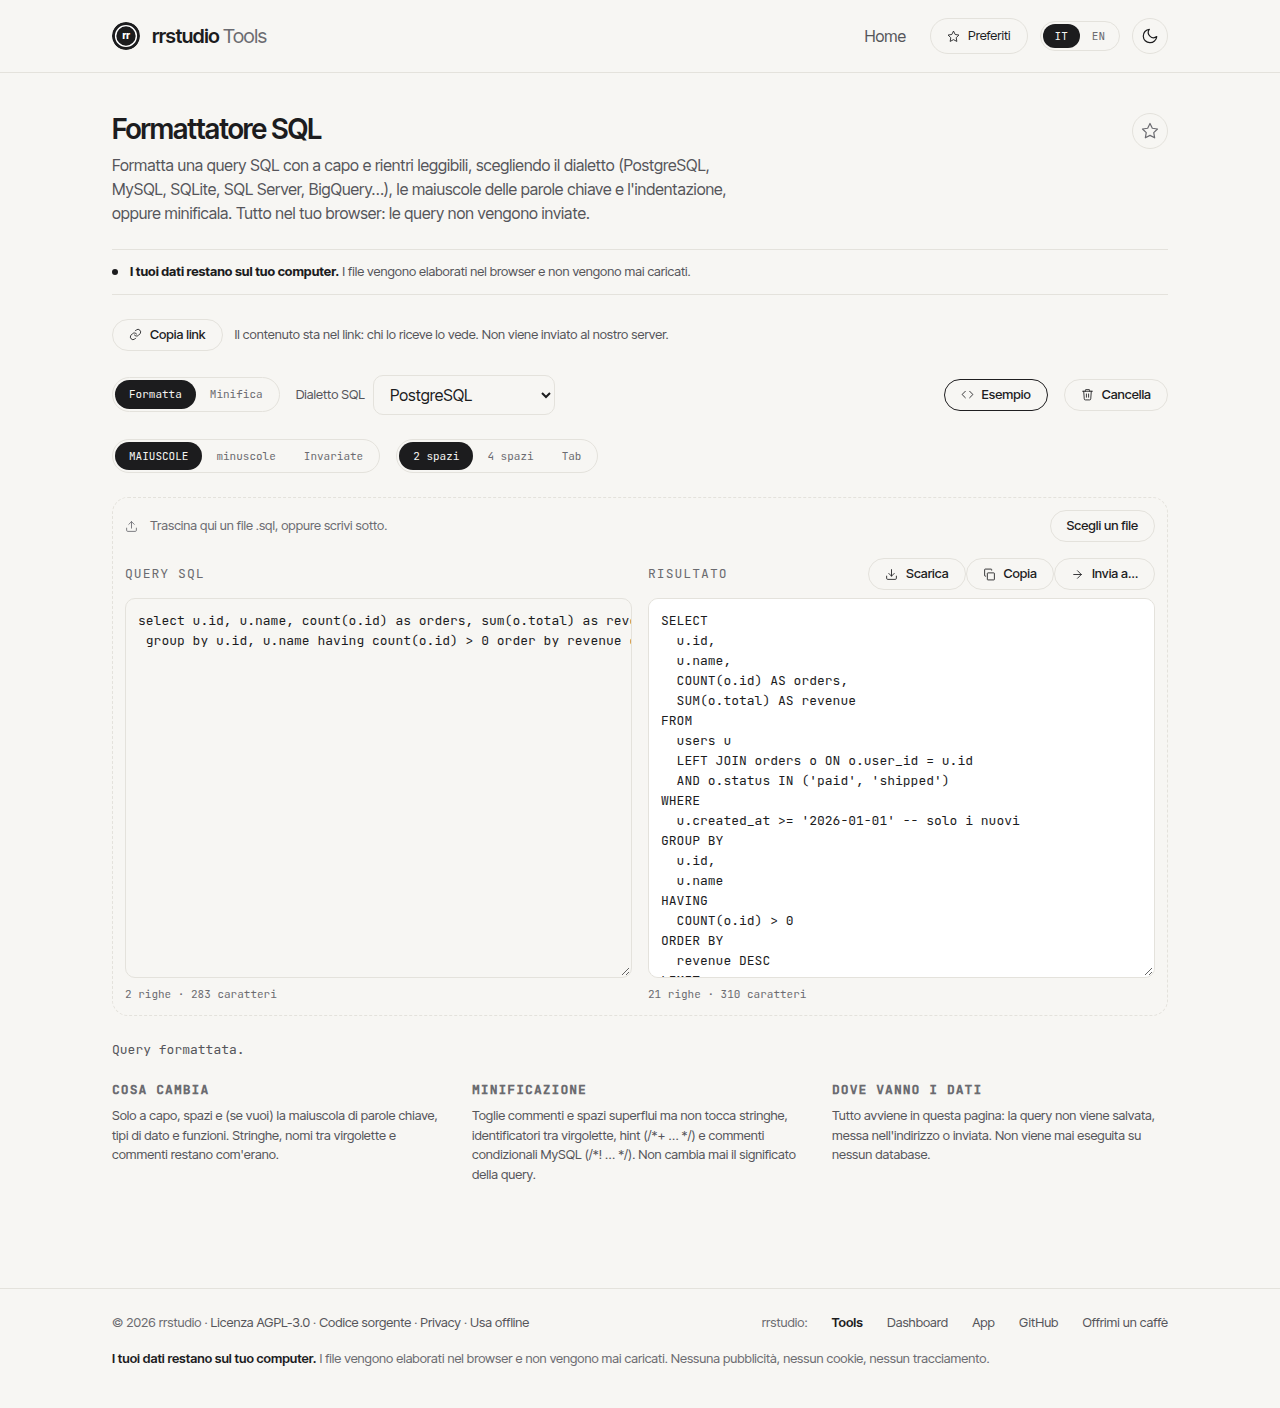 rr rrstudio Tools
Home
Preferiti
IT EN
Formattatore SQL
Formatta una query SQL con a capo e rientri leggibili, scegliendo il dialetto (PostgreSQL,
MySQL, SQLite, SQL Server, BigQuery…), le maiuscole delle parole chiave e l'indentazione,
oppure minificala. Tutto nel tuo browser: le query non vengono inviate.
I tuoi dati restano sul tuo computer. I file vengono elaborati nel browser e non vengono mai caricati.
Copia link
Il contenuto sta nel link: chi lo riceve lo vede. Non viene inviato al nostro server.
Formatta Minifica
Dialetto SQL
PostgreSQL
Esempio
Cancella
MAIUSCOLE minuscole Invariate
2 spazi 4 spazi Tab
Trascina qui un file .sql, oppure scrivi sotto.
Scegli un file
QUERY SQL
select u.id, u.name, count(o.id) as orders, sum(o.total) as rev
group by u.id, u.name having count(o.id) > 0 order by revenue
2 righe · 283 caratteri
RISULTATO
Scarica
Copia
Invia a…
SELECT
u.id,
u.name,
COUNT(o.id) AS orders,
SUM(o.total) AS revenue
FROM
users u
LEFT JOIN orders o ON o.user_id = u.id
AND o.status IN ('paid', 'shipped')
WHERE
u.created_at >= '2026-01-01' -- solo i nuovi
GROUP BY
u.id,
u.name
HAVING
COUNT(o.id) > 0
ORDER BY
revenue DESC
21 righe · 310 caratteri
Query formattata.
COSA CAMBIA
Solo a capo, spazi e (se vuoi) la maiuscola di parole chiave,
tipi di dato e funzioni. Stringhe, nomi tra virgolette e
commenti restano com'erano.
MINIFICAZIONE
Toglie commenti e spazi superflui ma non tocca stringhe,
identificatori tra virgolette, hint (/*+ … */) e commenti
condizionali MySQL (/*! … */). Non cambia mai il significato
della query.
DOVE VANNO I DATI
Tutto avviene in questa pagina: la query non viene salvata,
messa nell'indirizzo o inviata. Non viene mai eseguita su
nessun database.
© 2026 rrstudio · Licenza AGPL-3.0 · Codice sorgente · Privacy · Usa offline
rrstudio: Tools Dashboard App GitHub Offrimi un caffè
I tuoi dati restano sul tuo computer. I file vengono elaborati nel browser e non vengono mai caricati. Nessuna pubblicità, nessun cookie, nessun tracciamento.